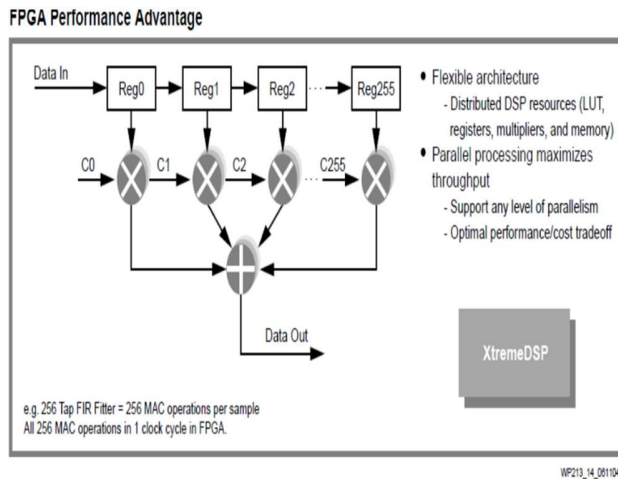 FPGA Performance Advantage
Data In
Reg0
Reg1
Reg2
...
Reg255
C0
C1
C2
...
C255
Data Out
• Flexible architecture
- Distributed DSP resources (LUT,
registers, multipliers, and memory)
• Parallel processing maximizes
throughput
- Support any level of parallelism
- Optimal performance/cost tradeoff
XtremeDSP
e.g. 256 Tap FIR Fitter = 256 MAC operations per sample
All 256 MAC operations in 1 clock cycle in FPGA.
WP213_14_081104